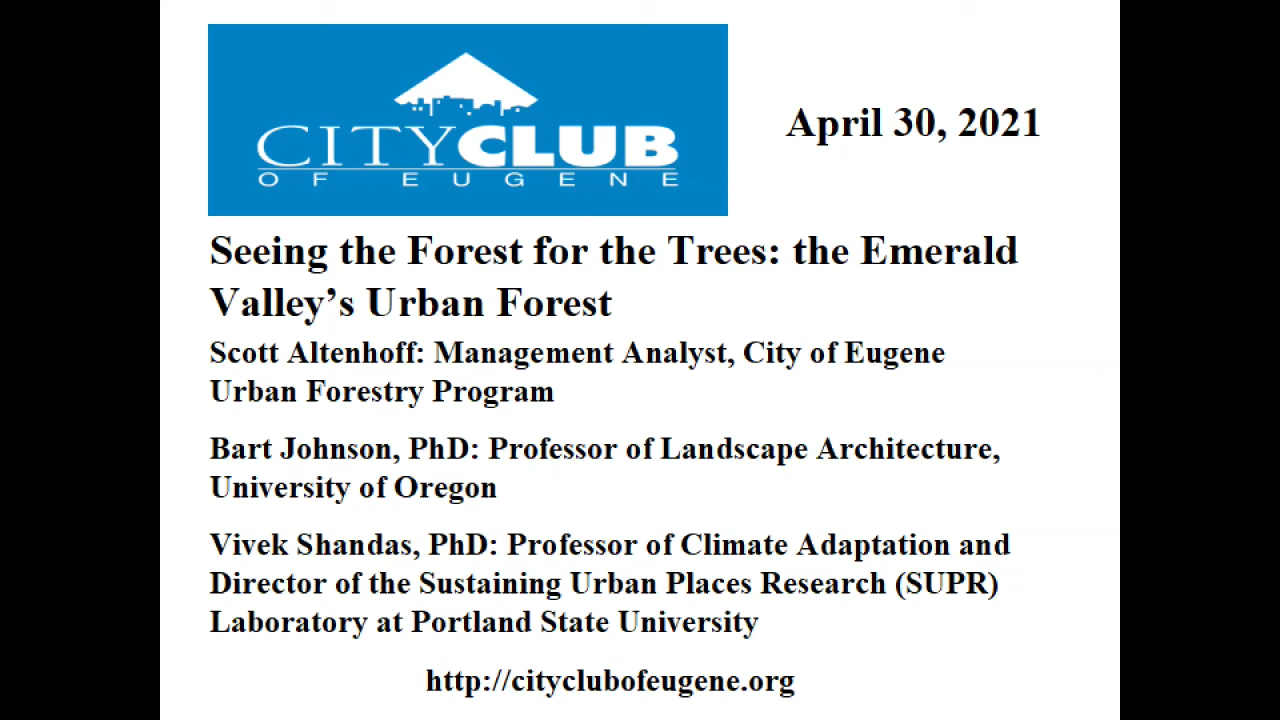 CITYCLUB
OF EUGENE
April 30, 2021
Seeing the Forest for the Trees: the Emerald
Valley’s Urban Forest
Scott Altenhoff: Management Analyst, City of Eugene
Urban Forestry Program
Bart Johnson, PhD: Professor of Landscape Architecture,
University of Oregon
Vivek Shandas, PhD: Professor of Climate Adaptation and
Director of the Sustaining Urban Places Research (SUPR)
Laboratory at Portland State University
http://cityclubofeugene.org